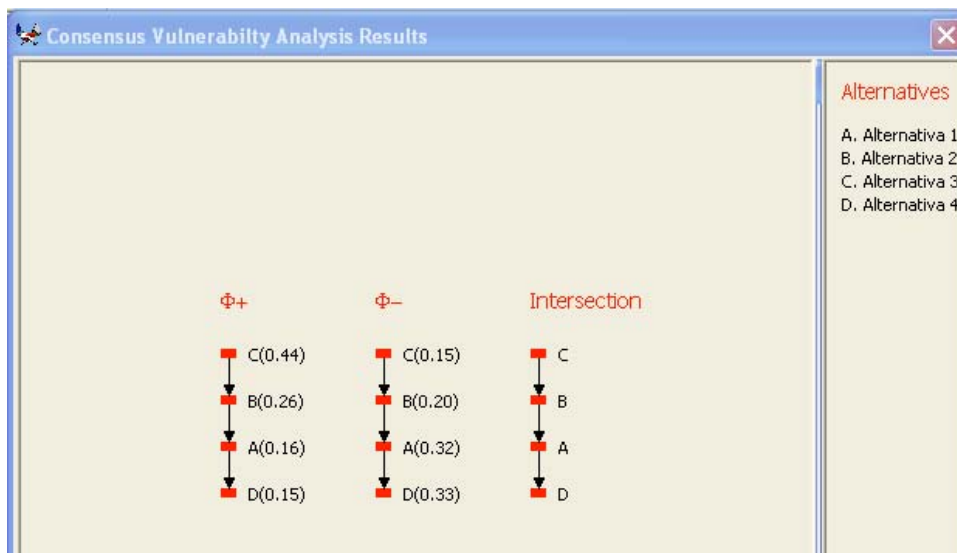 Consensus Vulnerabilty Analysis Results
Alternatives
A. Alternativa 1
B. Alternativa 2
C. Alternativa 3
D. Alternativa 4
Φ+ Φ− Intersection
C(0.44) C(0.15) C
B(0.26) B(0.20) B
A(0.16) A(0.32) A
D(0.15) D(0.33) D